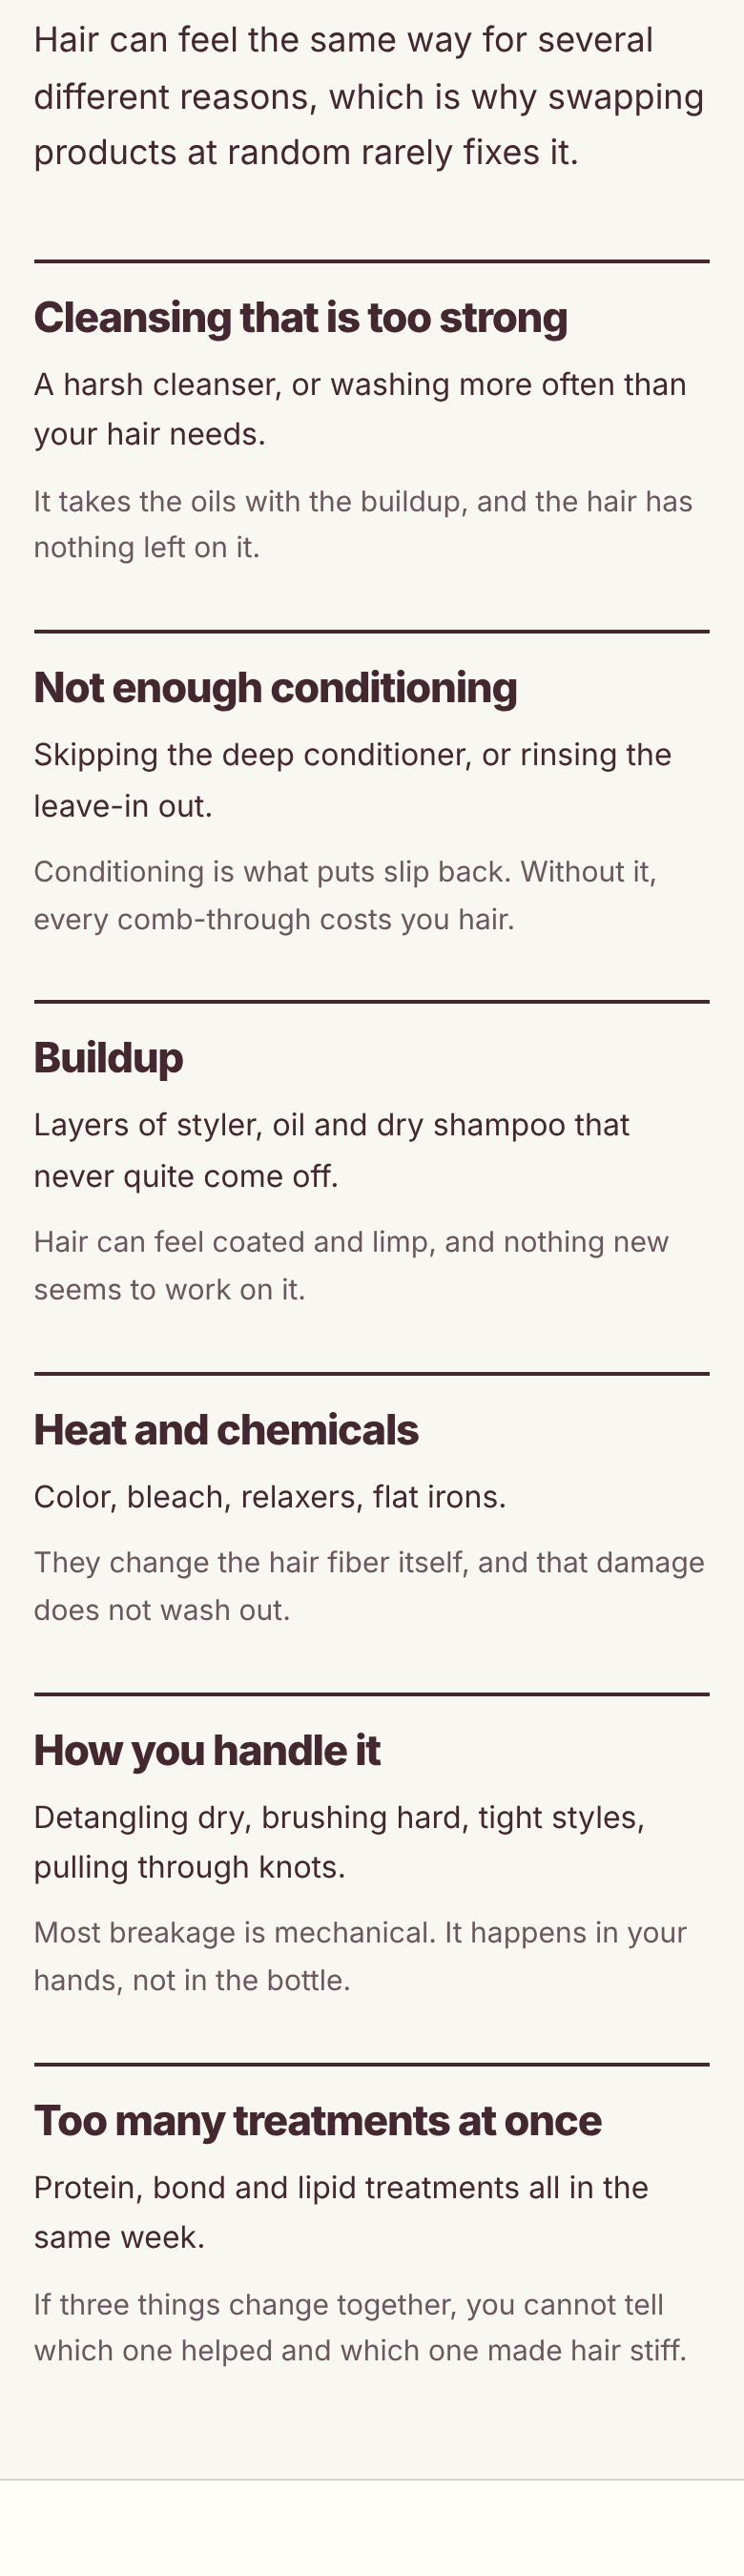 Hair can feel the same way for several
different reasons, which is why swapping
products at random rarely fixes it.
Cleansing that is too strong
A harsh cleanser, or washing more often than
your hair needs.
It takes the oils with the buildup, and the hair has
nothing left on it.
Not enough conditioning
Skipping the deep conditioner, or rinsing the
leave-in out.
Conditioning is what puts slip back. Without it,
every comb-through costs you hair.
Buildup
Layers of styler, oil and dry shampoo that
never quite come off.
Hair can feel coated and limp, and nothing new
seems to work on it.
Heat and chemicals
Color, bleach, relaxers, flat irons.
They change the hair fiber itself, and that damage
does not wash out.
How you handle it
Detangling dry, brushing hard, tight styles,
pulling through knots.
Most breakage is mechanical. It happens in your
hands, not in the bottle.
Too many treatments at once
Protein, bond and lipid treatments all in the
same week.
If three things change together, you cannot tell
which one helped and which one made hair stiff.